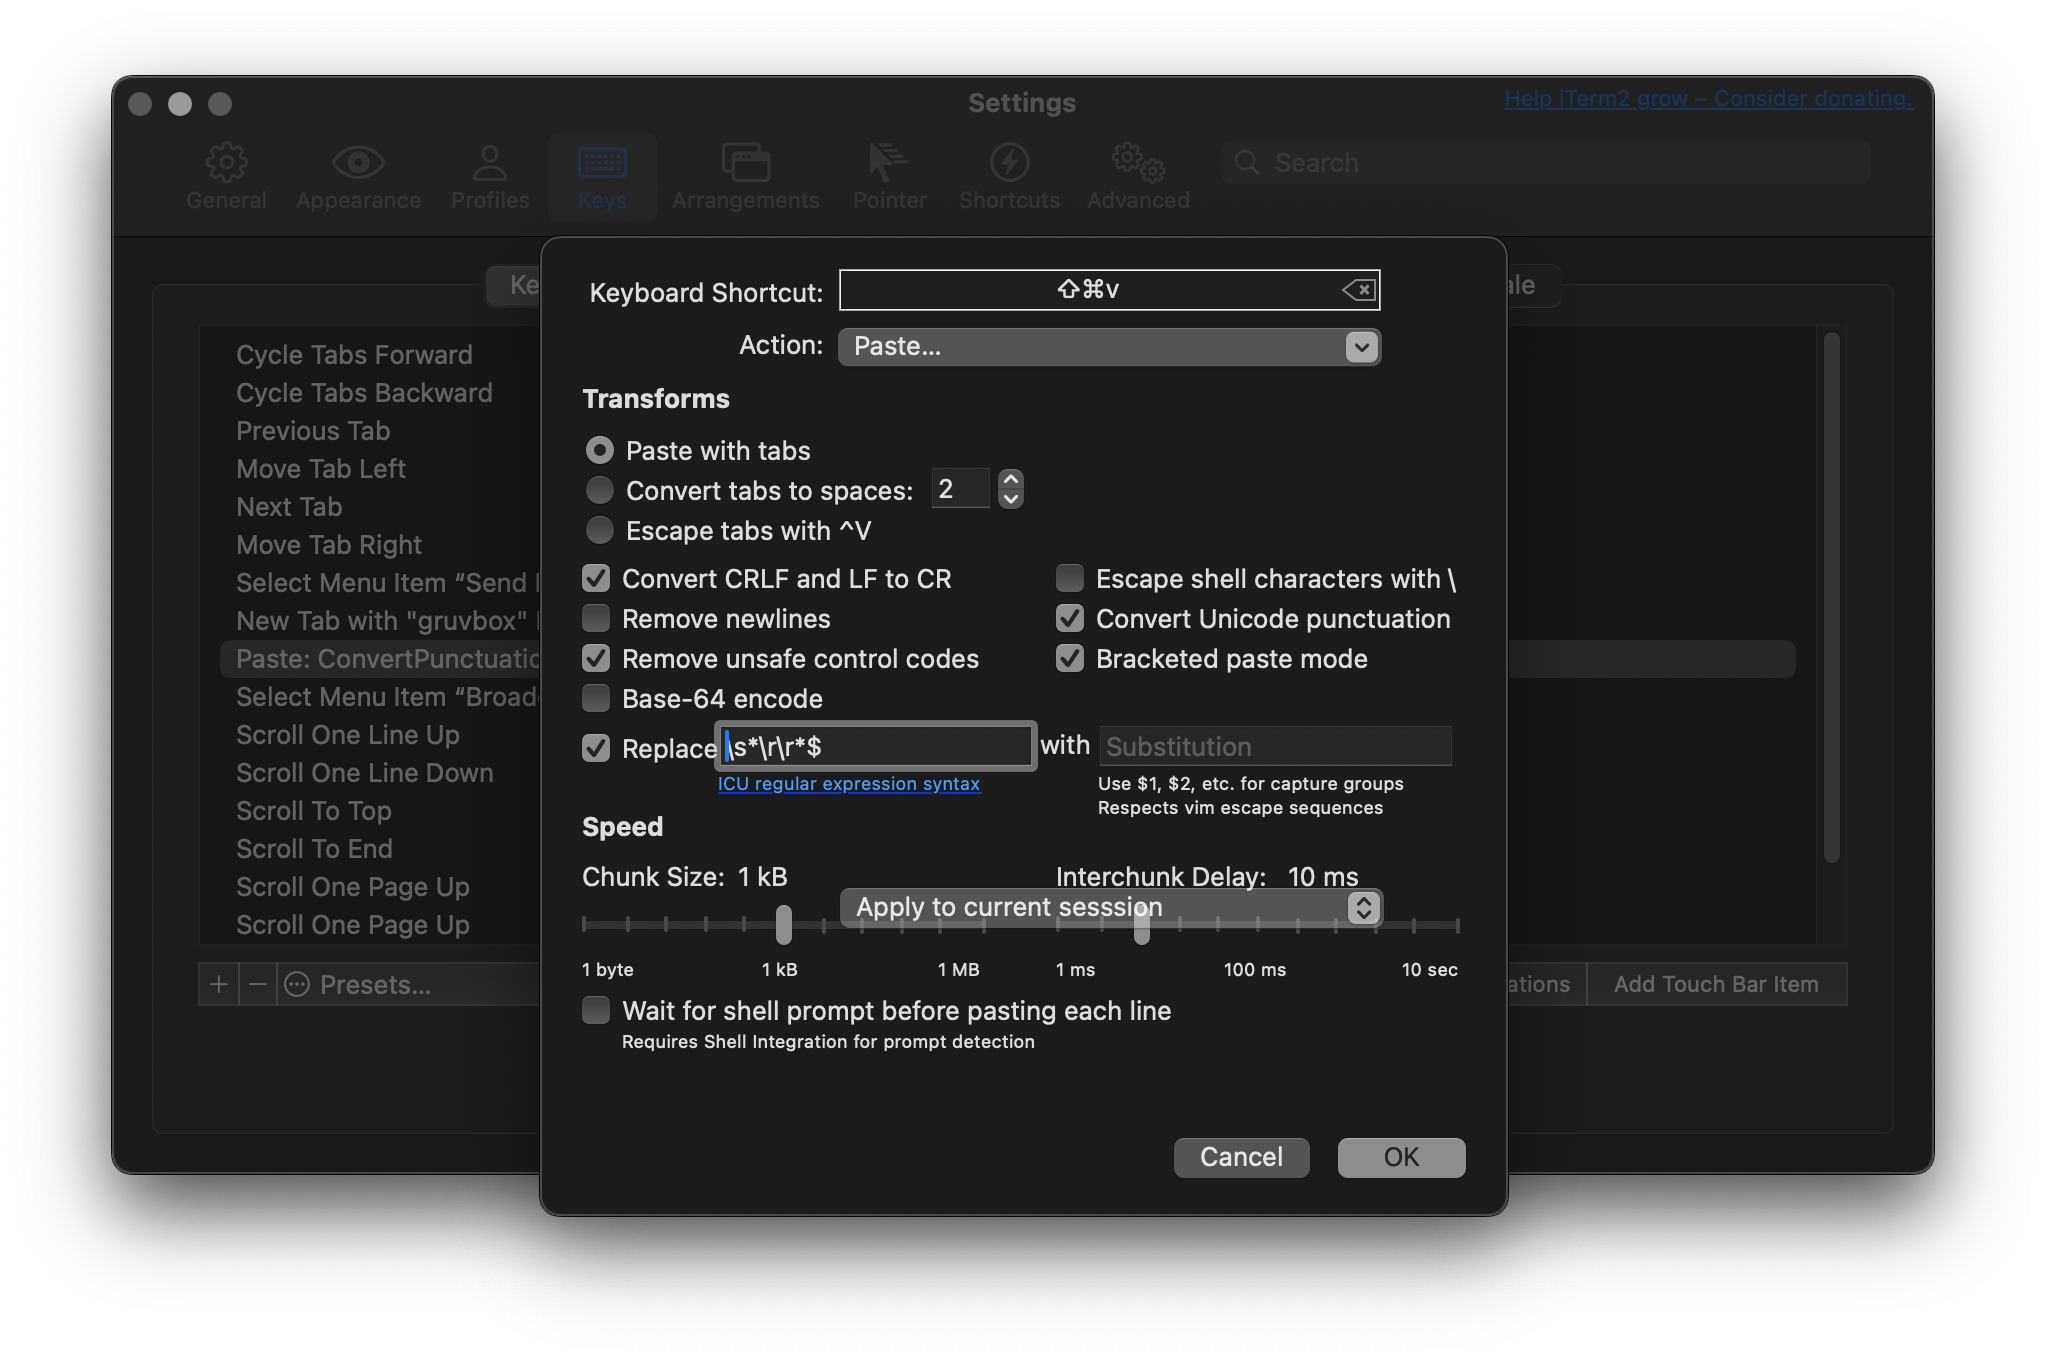 Settings
Help iTerm2 grow – Consider donating.
General
Appearance
Profiles
Keys
Arrangements
Pointer
Shortcuts
Advanced
Search
Keyboard Shortcut: ⇧⌘v
Action: Paste...
Transforms
Paste with tabs
Convert tabs to spaces: 2
Escape tabs with ^V
Convert CRLF and LF to CR
Escape shell characters with \
Remove newlines
Convert Unicode punctuation
Remove unsafe control codes
Bracketed paste mode
Base-64 encode
Replace \s*\r\r*$ with Substitution
ICU regular expression syntax
Use $1, $2, etc. for capture groups
Respects vim escape sequences
Speed
Chunk Size: 1 kB
Interchunk Delay: 10 ms
Apply to current sesssion
1 byte
1 kB
1 MB
1 ms
100 ms
10 sec
Wait for shell prompt before pasting each line
Requires Shell Integration for prompt detection
Cancel
OK
Cycle Tabs Forward
Cycle Tabs Backward
Previous Tab
Move Tab Left
Next Tab
Move Tab Right
Select Menu Item “Send
New Tab with "gruvbox"
Paste: ConvertPunctuatio
Select Menu Item “Broad
Scroll One Line Up
Scroll One Line Down
Scroll To Top
Scroll To End
Scroll One Page Up
Scroll One Page Up
+
−
Presets...
ations
Add Touch Bar Item